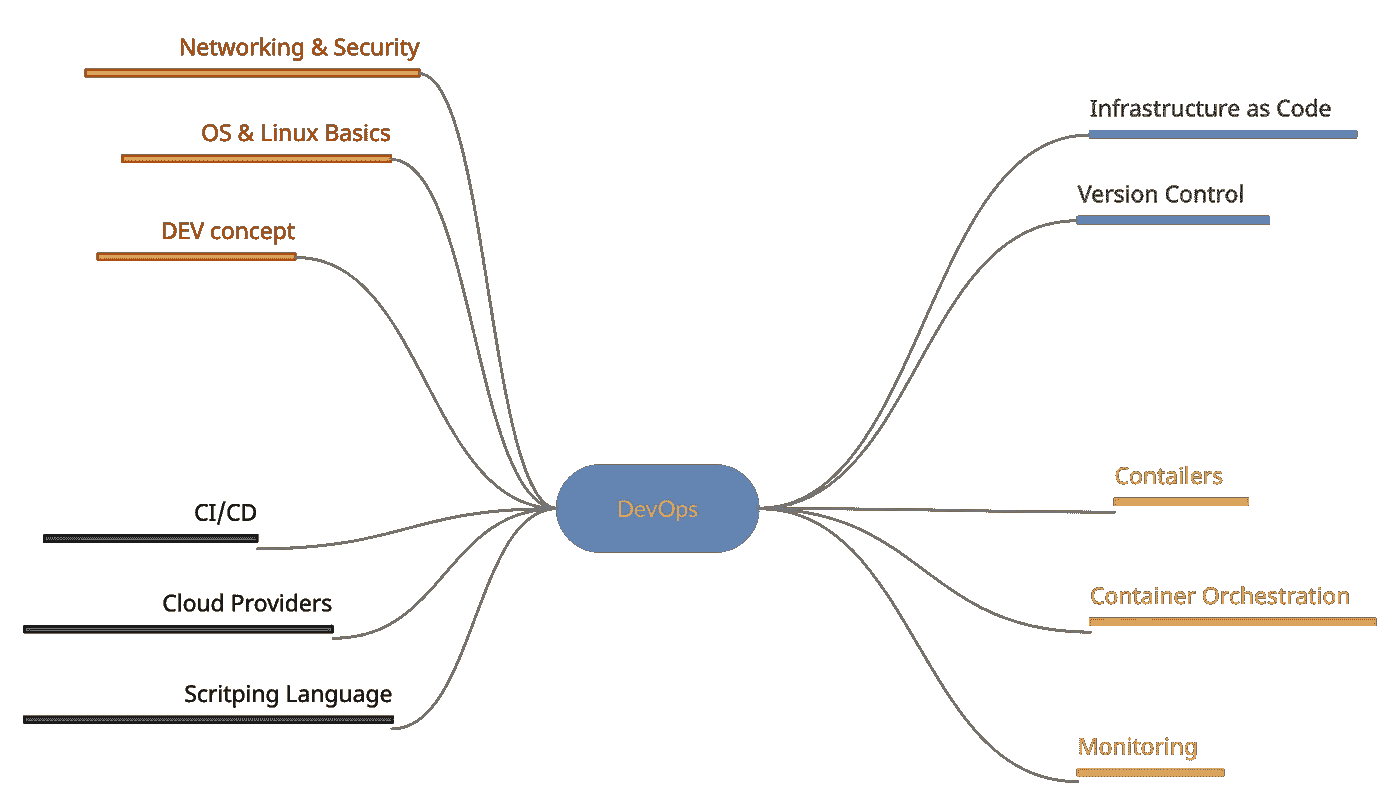 Networking & Security
OS & Linux Basics
DEV concept
CI/CD
Cloud Providers
Scritping Language
DevOps
Infrastructure as Code
Version Control
Contailers
Container Orchestration
Monitoring